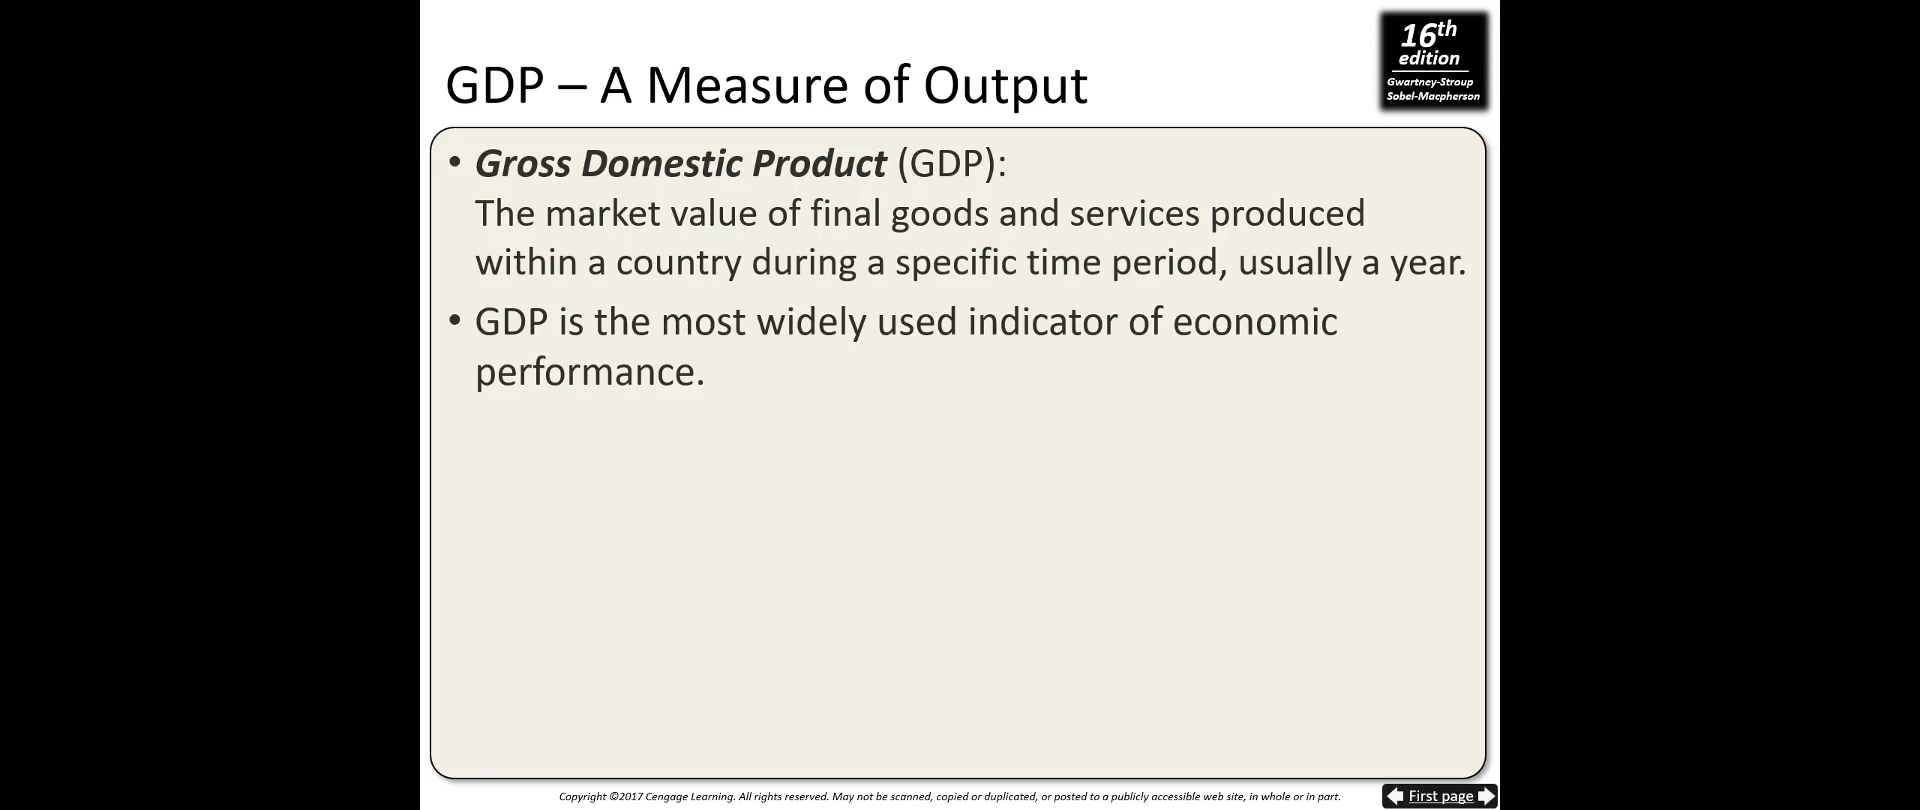 16th
edition
Gwartney-Stroup
Sobel-Macpherson
GDP – A Measure of Output
• Gross Domestic Product (GDP):
The market value of final goods and services produced
within a country during a specific time period, usually a year.
• GDP is the most widely used indicator of economic
performance.
Copyright ©2017 Cengage Learning. All rights reserved. May not be scanned, copied or duplicated, or posted to a publicly accessible web site, in whole or in part.
First page